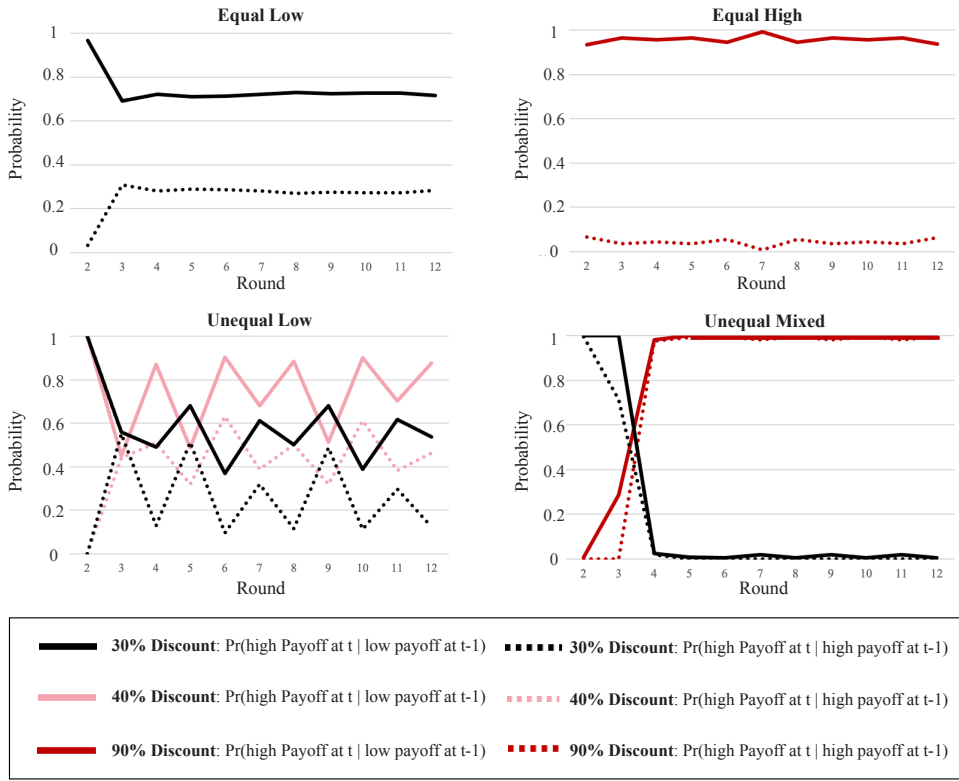 Equal Low
Probability
1
0.8
0.6
0.4
0.2
0
2 3 4 5 6 7 8 9 10 11 12
Round
Equal High
Probability
1
0.8
0.6
0.4
0.2
0
2 3 4 5 6 7 8 9 10 11 12
Round
Unequal Low
Probability
1
0.8
0.6
0.4
0.2
0
2 3 4 5 6 7 8 9 10 11 12
Round
Unequal Mixed
Probability
1
0.8
0.6
0.4
0.2
0
2 3 4 5 6 7 8 9 10 11 12
Round
30% Discount: Pr(high Payoff at t | low payoff at t-1)
30% Discount: Pr(high Payoff at t | high payoff at t-1)
40% Discount: Pr(high Payoff at t | low payoff at t-1)
40% Discount: Pr(high Payoff at t | high payoff at t-1)
90% Discount: Pr(high Payoff at t | low payoff at t-1)
90% Discount: Pr(high Payoff at t | high payoff at t-1)